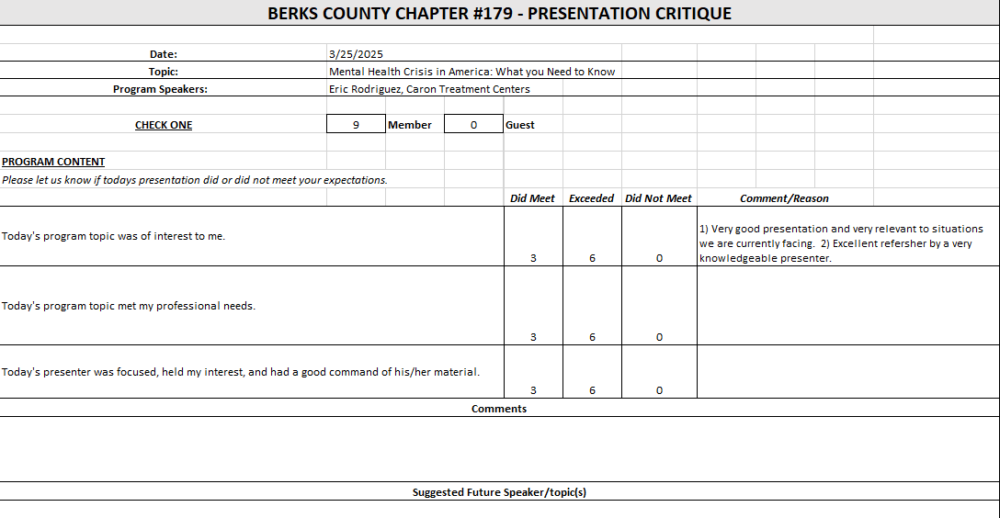 BERKS COUNTY CHAPTER #179 - PRESENTATION CRITIQUE
Date: 3/25/2025
Topic: Mental Health Crisis in America: What you Need to Know
Program Speakers: Eric Rodriguez, Caron Treatment Centers
CHECK ONE 9 Member 0 Guest
PROGRAM CONTENT
Please let us know if todays presentation did or did not meet your expectations.
Did Meet Exceeded Did Not Meet Comment/Reason
Today's program topic was of interest to me. 3 6 0
1) Very good presentation and very relevant to situations
we are currently facing. 2) Excellent refersher by a very
knowledgeable presenter.
Today's program topic met my professional needs. 3 6 0
Today's presenter was focused, held my interest, and had a good command of his/her material. 3 6 0
Comments
Suggested Future Speaker/topic(s)